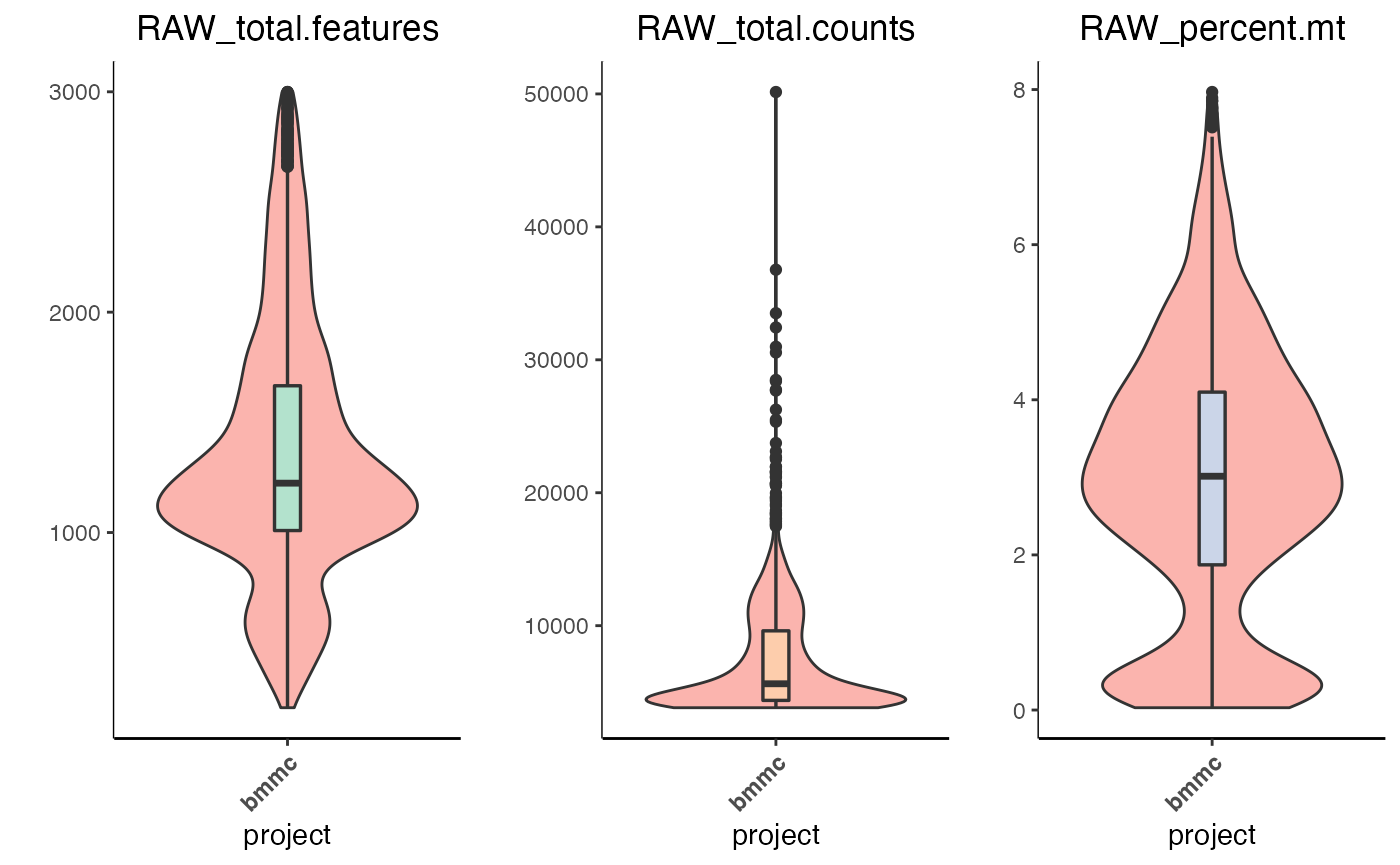 RAW_total.features
3000
2000
1000
bmmc
project
RAW_total.counts
50000
40000
30000
20000
10000
bmmc
project
RAW_percent.mt
8
6
4
2
0
bmmc
project